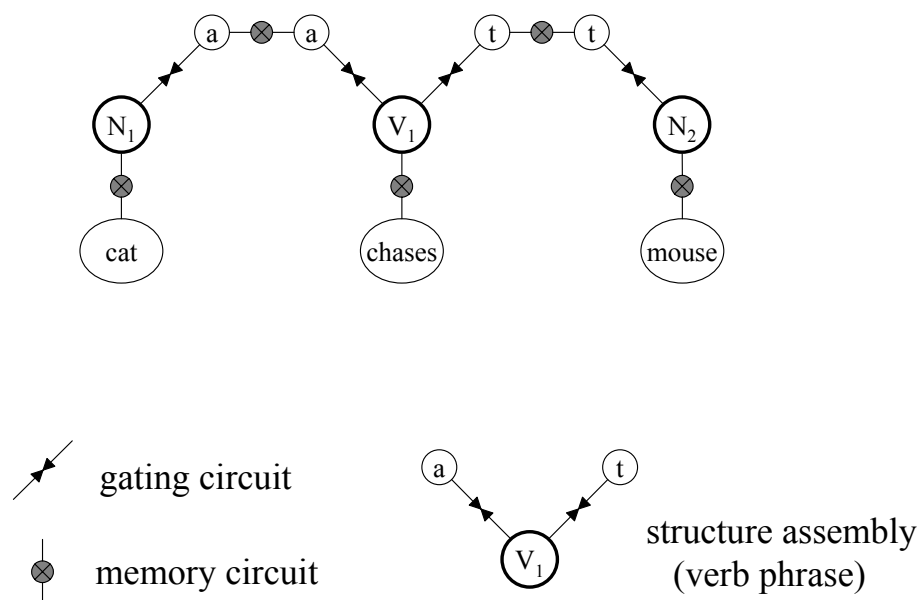 a a t t
N₁ V₁ N₂
cat chases mouse
gating circuit
memory circuit
a t
V₁
structure assembly
(verb phrase)